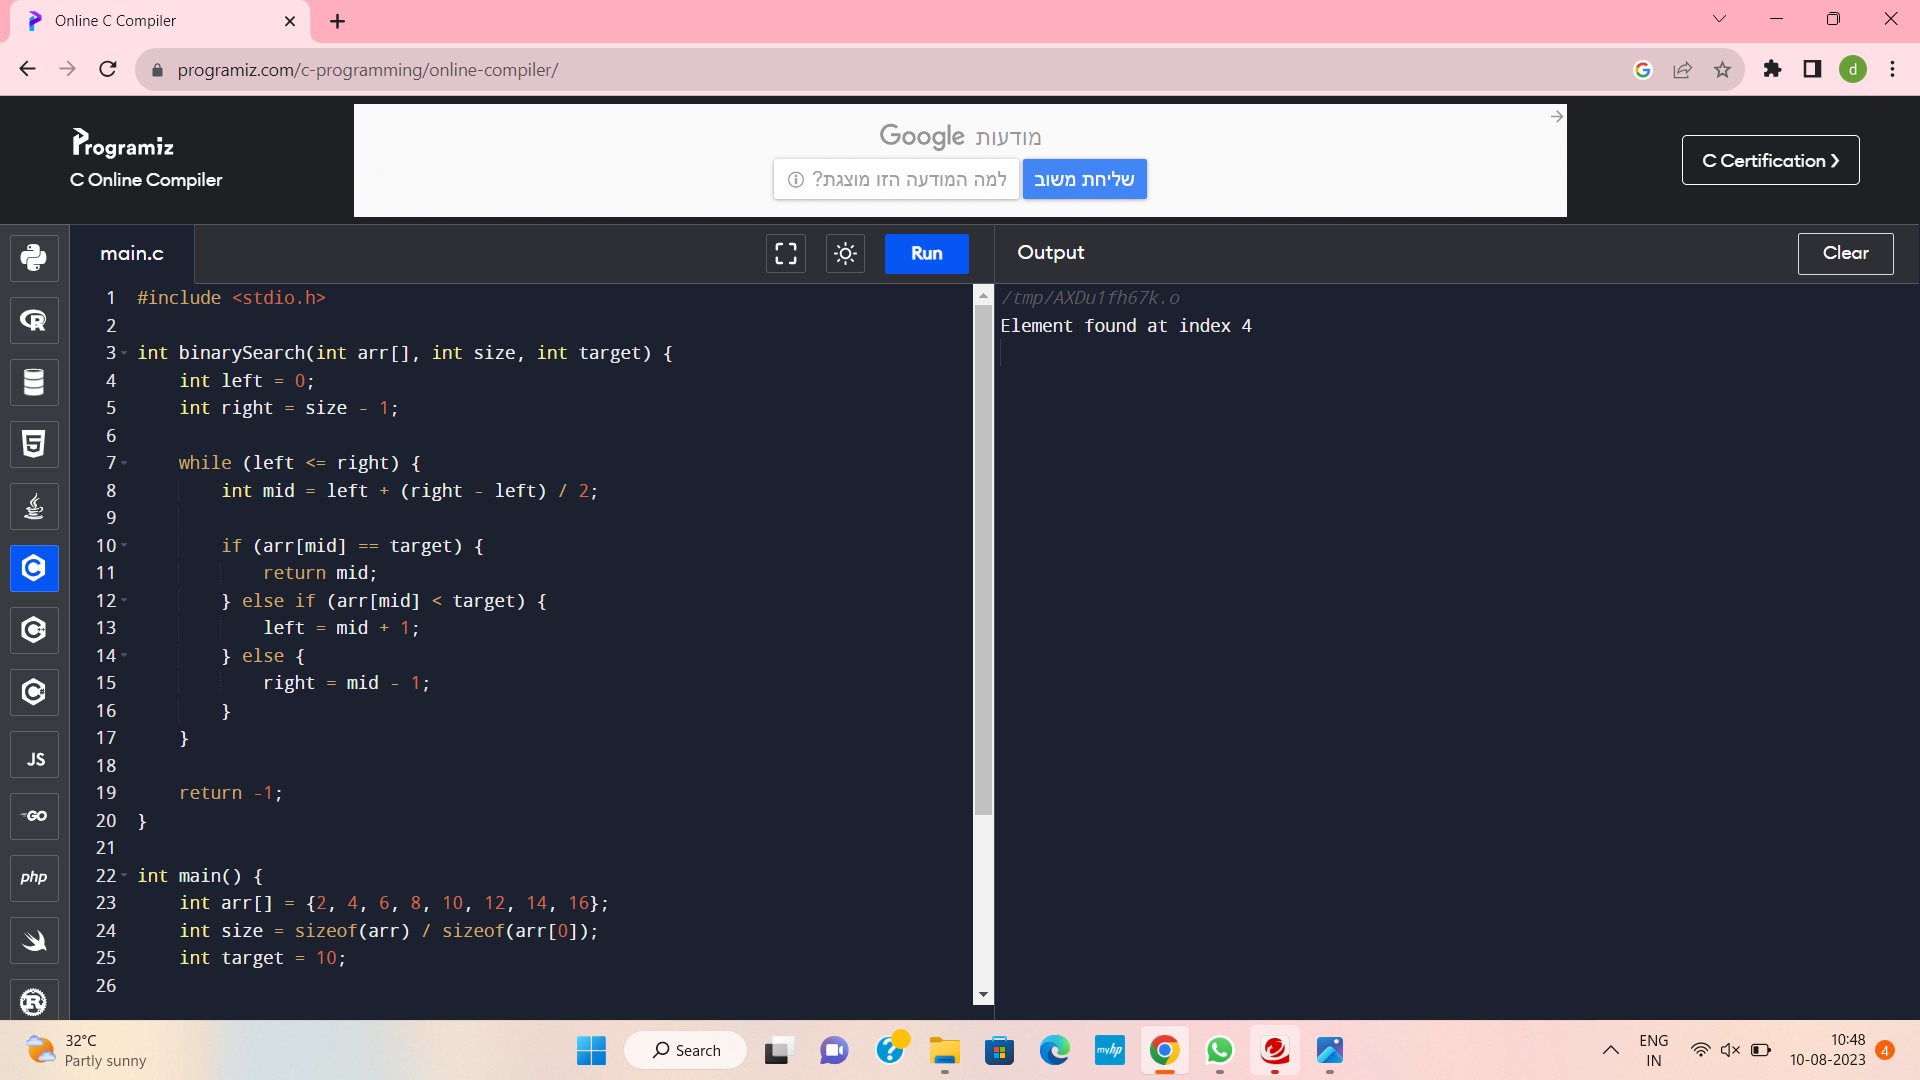 Online C Compiler
programiz.com/c-programming/online-compiler/
d
Programiz
C Online Compiler
מודעות Google
למה המודעה הזו מוצגת?
שליחת משוב
C Certification ❯
main.c
Run
Output
Clear
1 #include <stdio.h>
2
3 int binarySearch(int arr[], int size, int target) {
4 int left = 0;
5 int right = size - 1;
6
7 while (left <= right) {
8 int mid = left + (right - left) / 2;
9
10 if (arr[mid] == target) {
11 return mid;
12 } else if (arr[mid] < target) {
13 left = mid + 1;
14 } else {
15 right = mid - 1;
16 }
17 }
18
19 return -1;
20 }
21
22 int main() {
23 int arr[] = {2, 4, 6, 8, 10, 12, 14, 16};
24 int size = sizeof(arr) / sizeof(arr[0]);
25 int target = 10;
26
/tmp/AXDu1fh67k.o
Element found at index 4
JS
GO
php
32°C
Partly sunny
Search
myhp
ENG
IN
10:48
10-08-2023
4